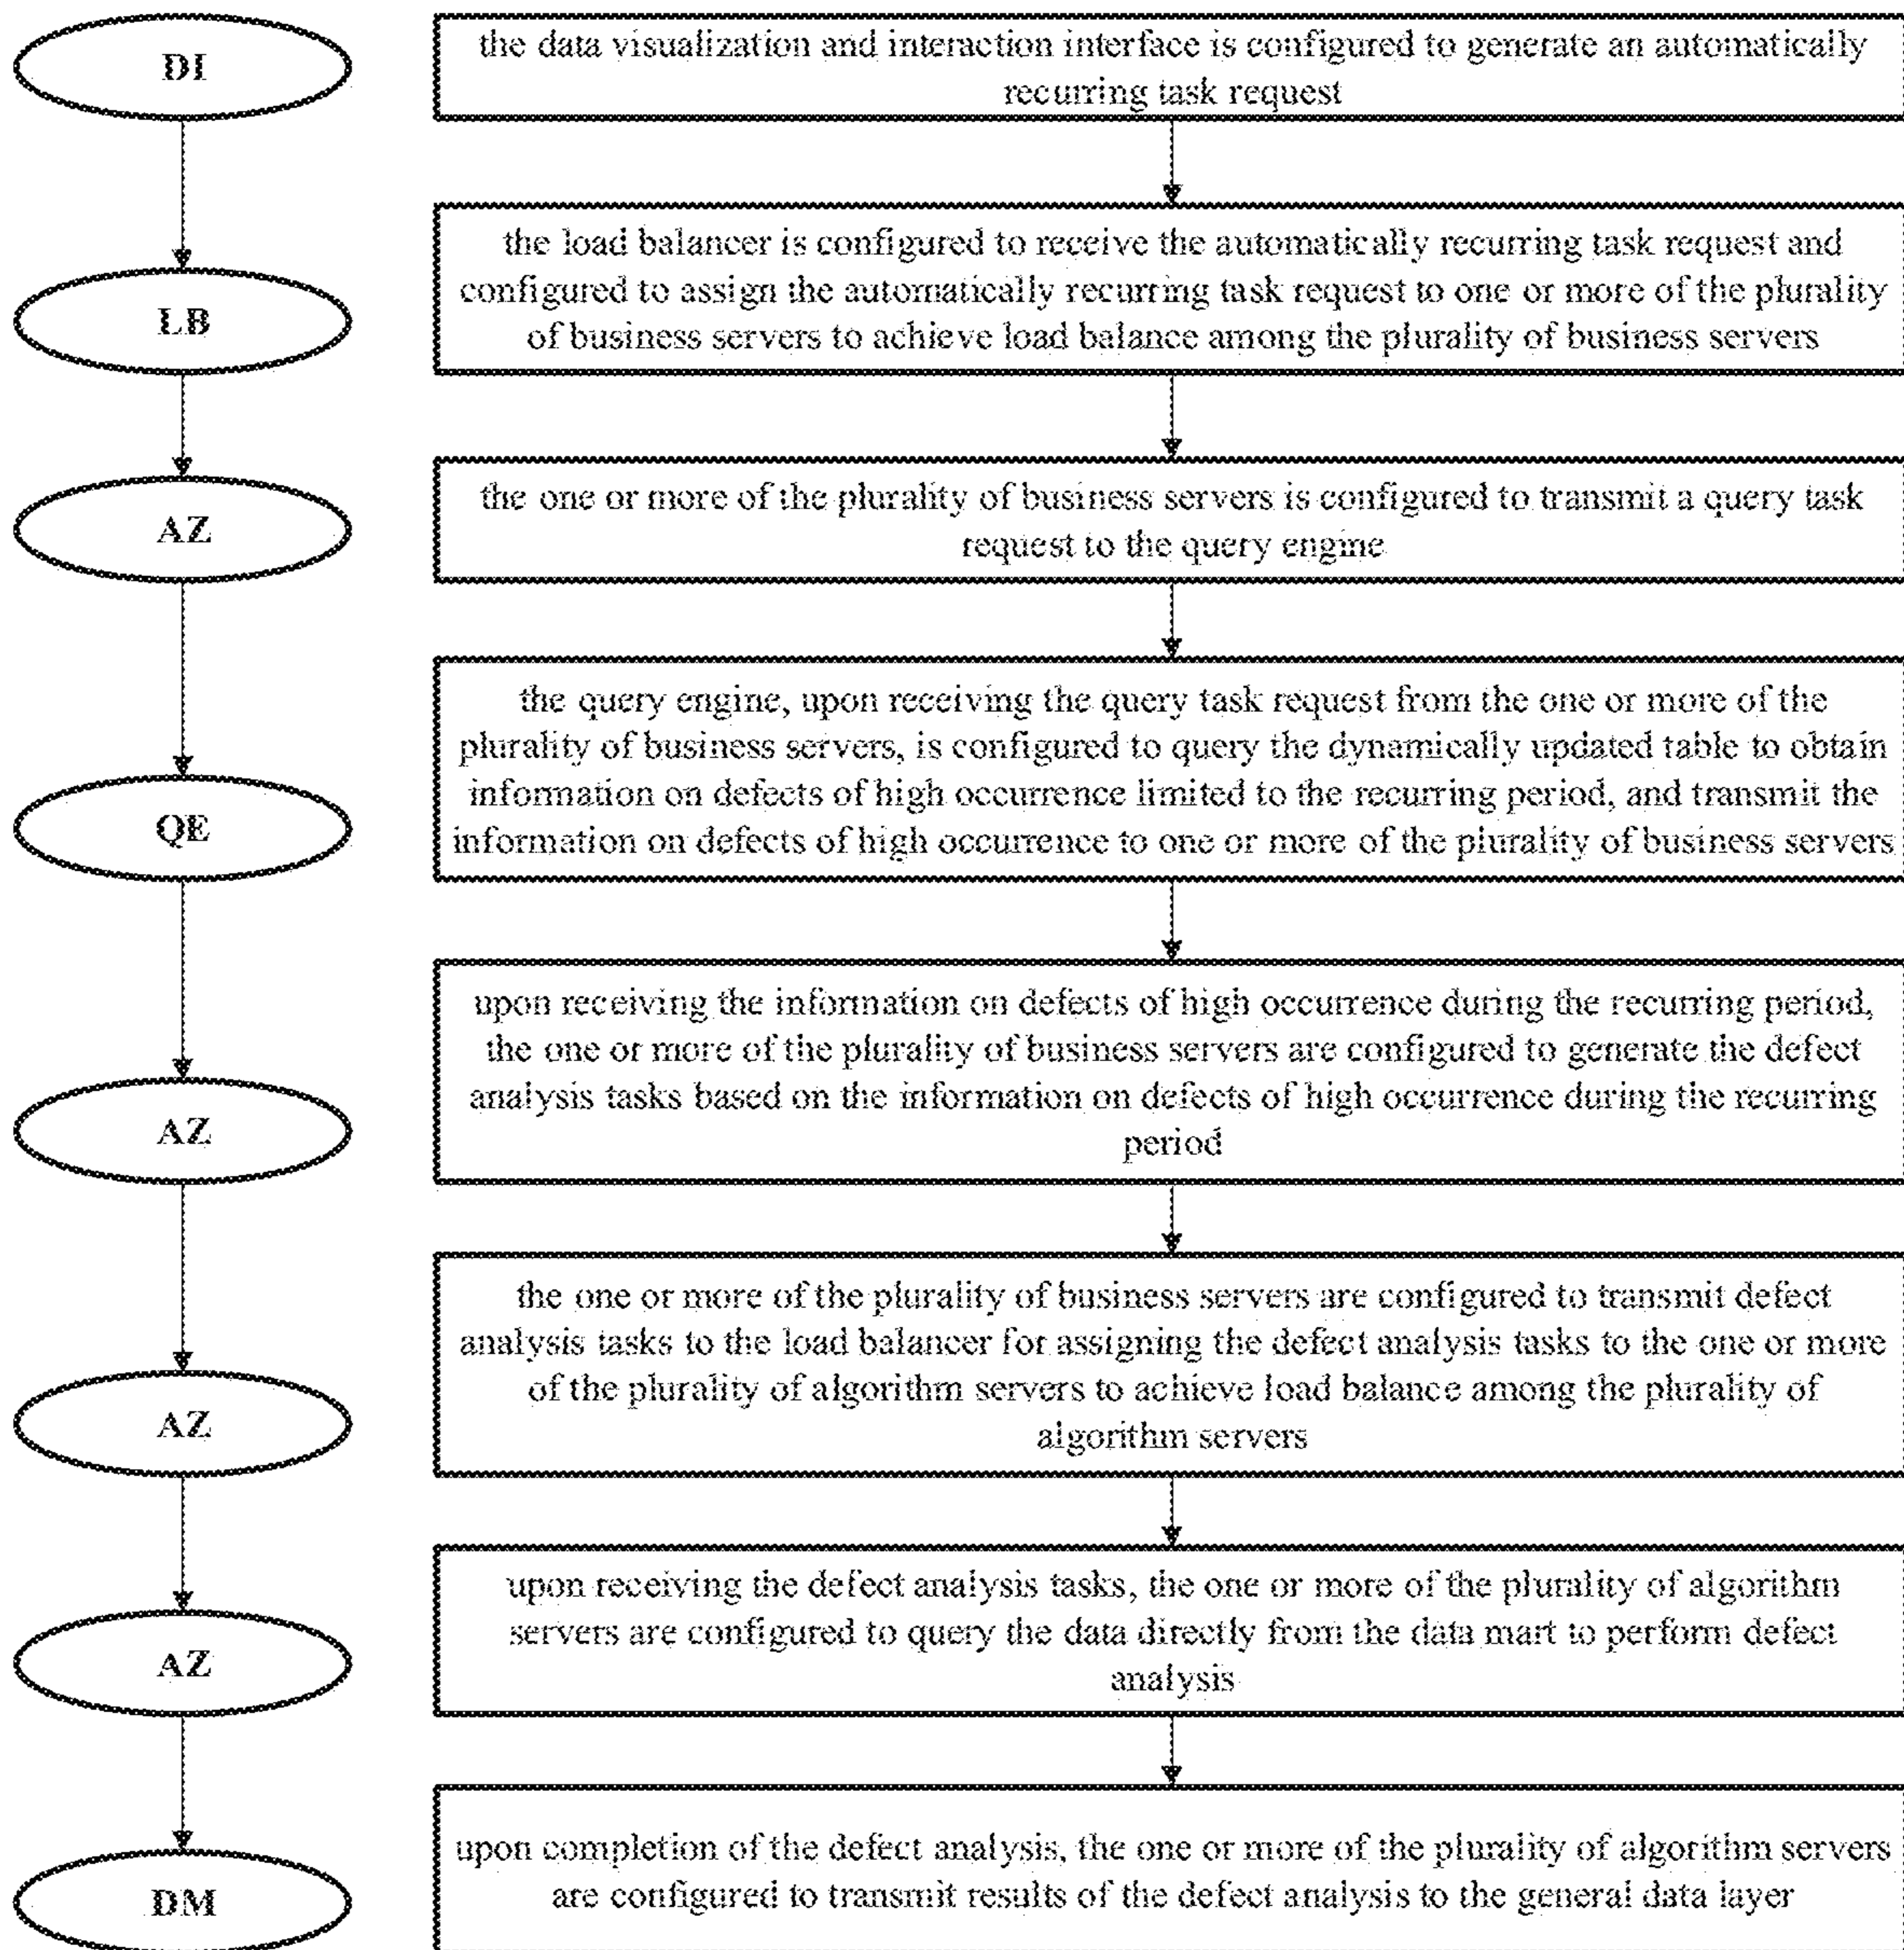 DI
the data visualization and interaction interface is configured to generate an automatically
recurring task request
LB
the load balancer is configured to receive the automatically recurring task request and
configured to assign the automatically recurring task request to one or more of the plurality
of business servers to achieve load balance among the plurality of business servers
AZ
the one or more of the plurality of business servers is configured to transmit a query task
request to the query engine
QE
the query engine, upon receiving the query task request from the one or more of the
plurality of business servers, is configured to query the dynamically updated table to obtain
information on defects of high occurrence limited to the recurring period, and transmit the
information on defects of high occurrence to one or more of the plurality of business servers
AZ
upon receiving the information on defects of high occurrence during the recurring period,
the one or more of the plurality of business servers are configured to generate the defect
analysis tasks based on the information on defects of high occurrence during the recurring
period
AZ
the one or more of the plurality of business servers are configured to transmit defect
analysis tasks to the load balancer for assigning the defect analysis tasks to the one or more
of the plurality of algorithm servers to achieve load balance among the plurality of
algorithm servers
AZ
upon receiving the defect analysis tasks, the one or more of the plurality of algorithm
servers are configured to query the data directly from the data mart to perform defect
analysis
DM
upon completion of the defect analysis, the one or more of the plurality of algorithm servers
are configured to transmit results of the defect analysis to the general data layer